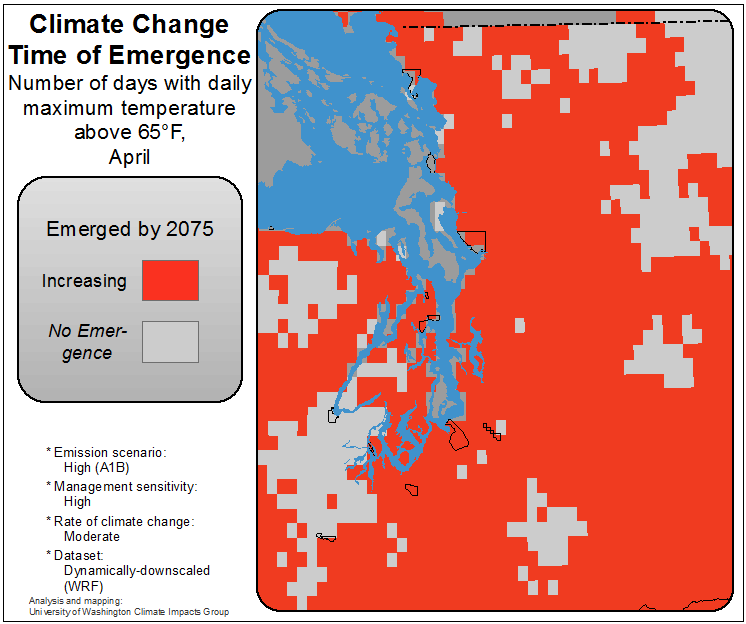 Climate Change
Time of Emergence
Number of days with daily
maximum temperature
above 65°F,
April
Emerged by 2075
Increasing
No Emer-
gence
* Emission scenario:
High (A1B)
* Management sensitivity:
High
* Rate of climate change:
Moderate
* Dataset:
Dynamically-downscaled
(WRF)
Analysis and mapping:
University of Washington Climate Impacts Group